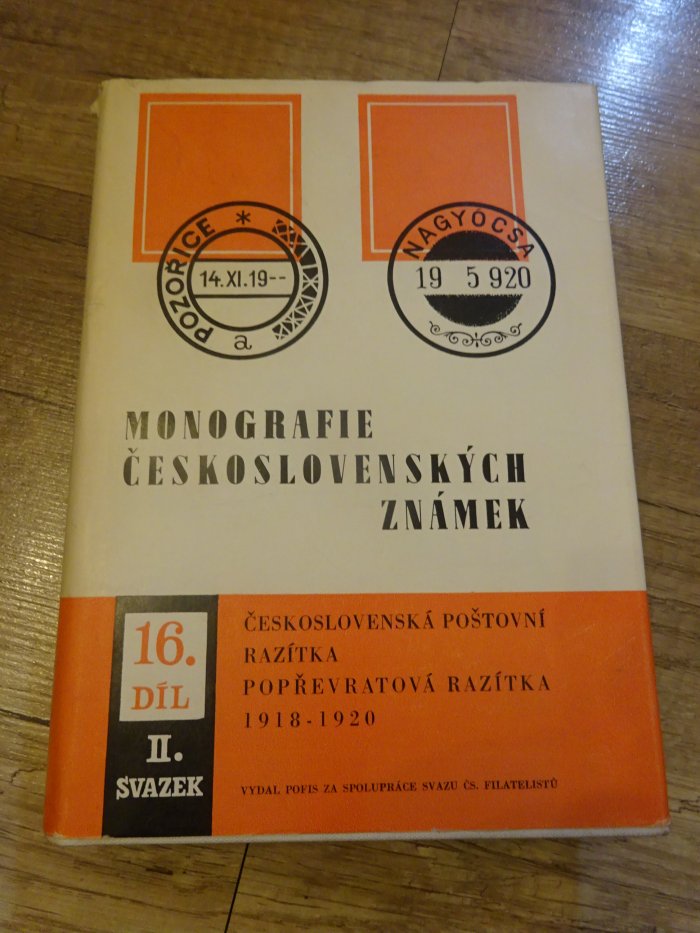 POZOŘICE *
14.XI.19--
a
NAGYÓCSA
19 5 920
MONOGRAFIE
ČESKOSLOVENSKÝCH
ZNÁMEK
16.
DÍL
II.
SVAZEK
ČESKOSLOVENSKÁ POŠTOVNÍ
RAZÍTKA
POPŘEVRATOVÁ RAZÍTKA
1918-1920
VYDAL POFIS ZA SPOLUPRÁCE SVAZU ČS. FILATELISTŮ